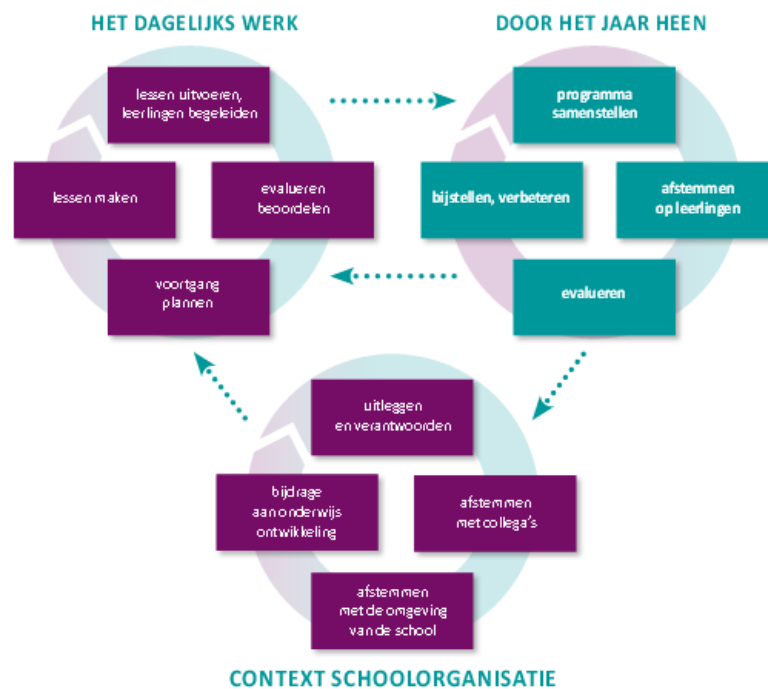 HET DAGELIJKS WERK
lessen uitvoeren,
leerlingen begeleiden
lessen maken
evalueren
beoordelen
voortgang
plannen
DOOR HET JAAR HEEN
programma
samenstellen
bijstellen, verbeteren
afstemmen
op leerlingen
evalueren
uitleggen
en verantwoorden
bijdrage
aan onderwijs
ontwikkeling
afstemmen
met collega's
afstemmen
met de omgeving
van de school
CONTEXT SCHOOLORGANISATIE